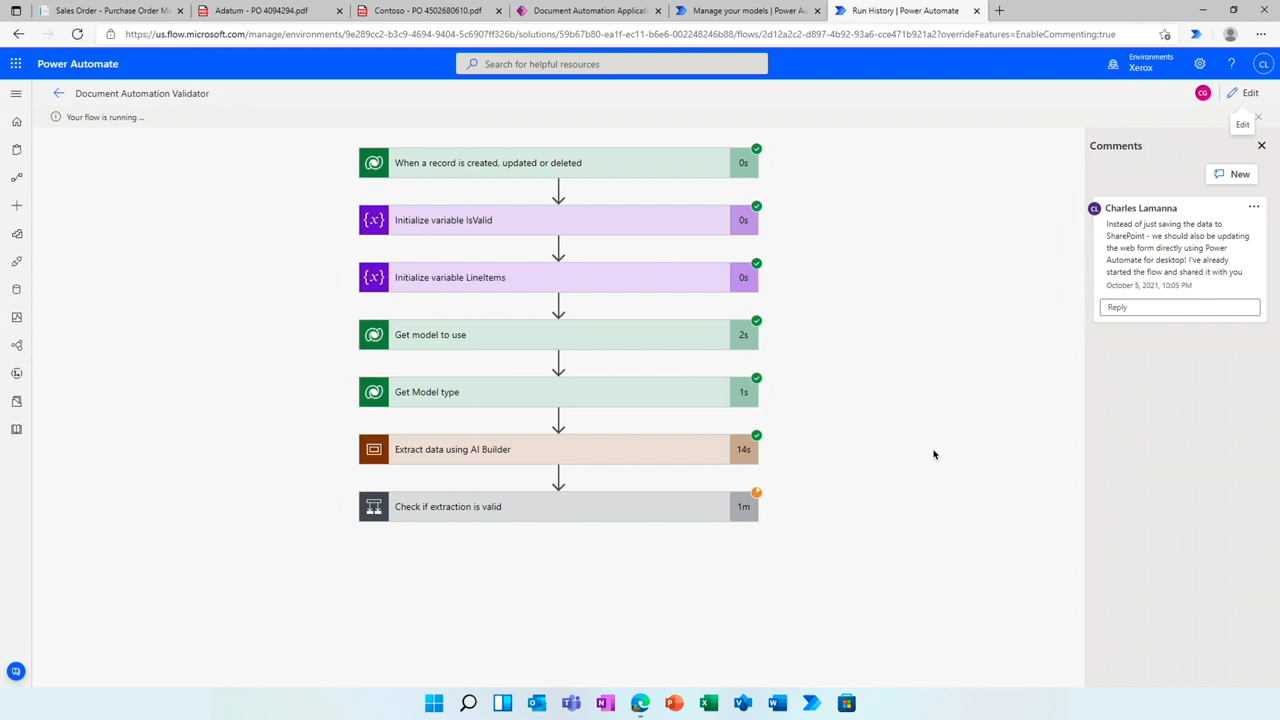 Sales Order - Purchase Order Ma
Adatum - PO 4094294.pdf
Contoso - PO 4502680610.pdf
Document Automation Applicati
Manage your models | Power Au
Run History | Power Automate
https://us.flow.microsoft.com/manage/environments/9e289cc2-b3c9-4694-9404-5c6907ff326b/solutions/59b67b80-ea1f-ec11-b6e6-002248246b88/flows/2d12a2c2-d897-4b92-93a6-cce471b921a2?overrideFeatures=EnableCommenting:true
Power Automate
Search for helpful resources
Environments
Xerox
CL
Document Automation Validator
CG
Edit
Your flow is running ...
Edit
Comments
New
When a record is created, updated or deleted
0s
Initialize variable IsValid
0s
Initialize variable LineItems
0s
Get model to use
2s
Get Model type
1s
Extract data using AI Builder
14s
Check if extraction is valid
1m
CL
Charles Lamanna
Instead of just saving the data to
SharePoint - we should also be updating
the web form directly using Power
Automate for desktop! I've already
started the flow and shared it with you
October 5, 2021, 10:05 PM
Reply